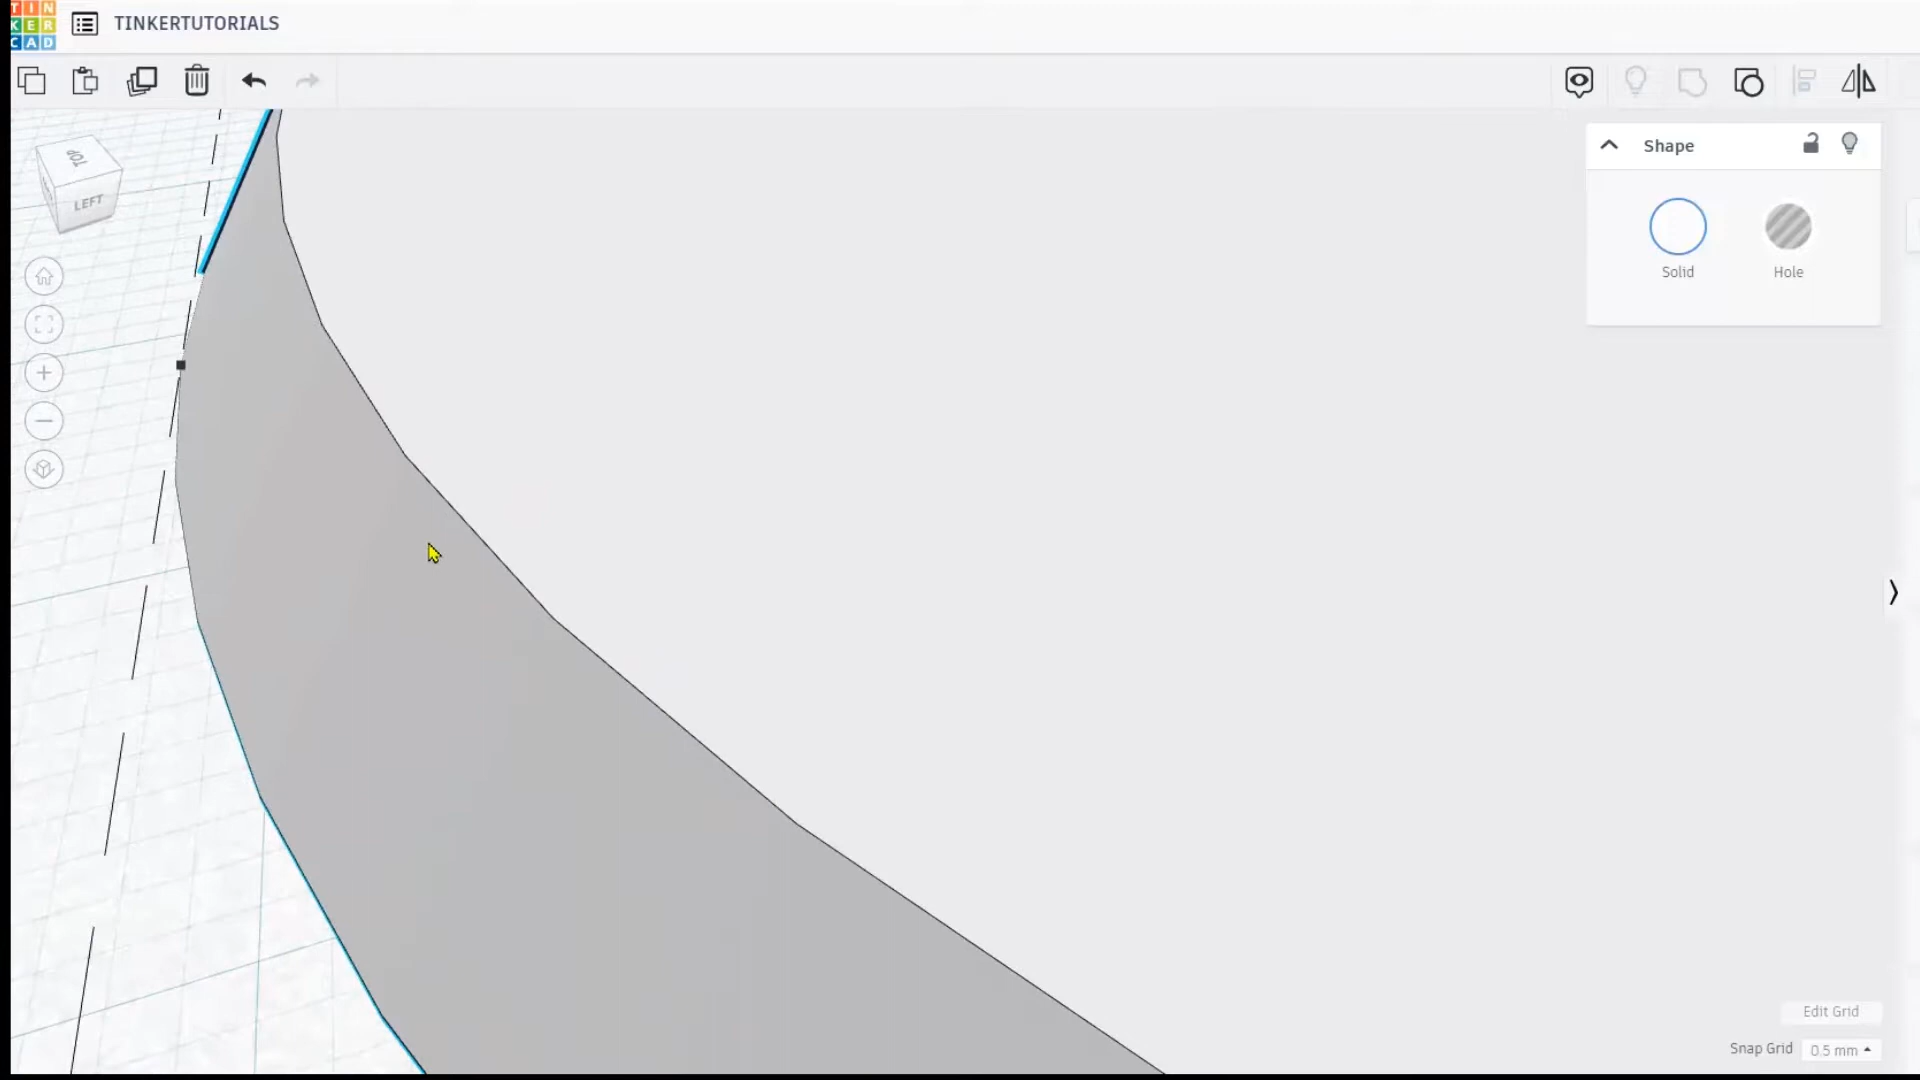 TIN
KER
CAD
TINKERTUTORIALS
TOP
LEFT
Shape
Solid
Hole
Edit Grid
Snap Grid
0.5 mm